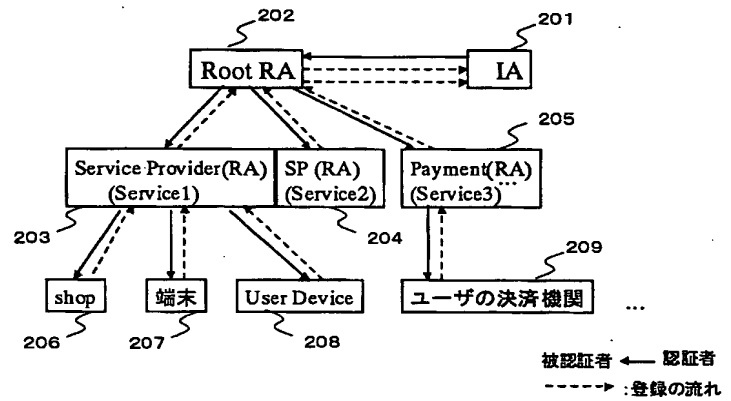 202
201
Root RA
IA
205
Service Provider(RA)
(Service1)
SP (RA)
(Service2)
Payment(RA)
(Service3)
...
203
204
209
shop
端末
User Device
ユーザの決済機関
...
206
207
208
被認証者 認証者
:登録の流れ